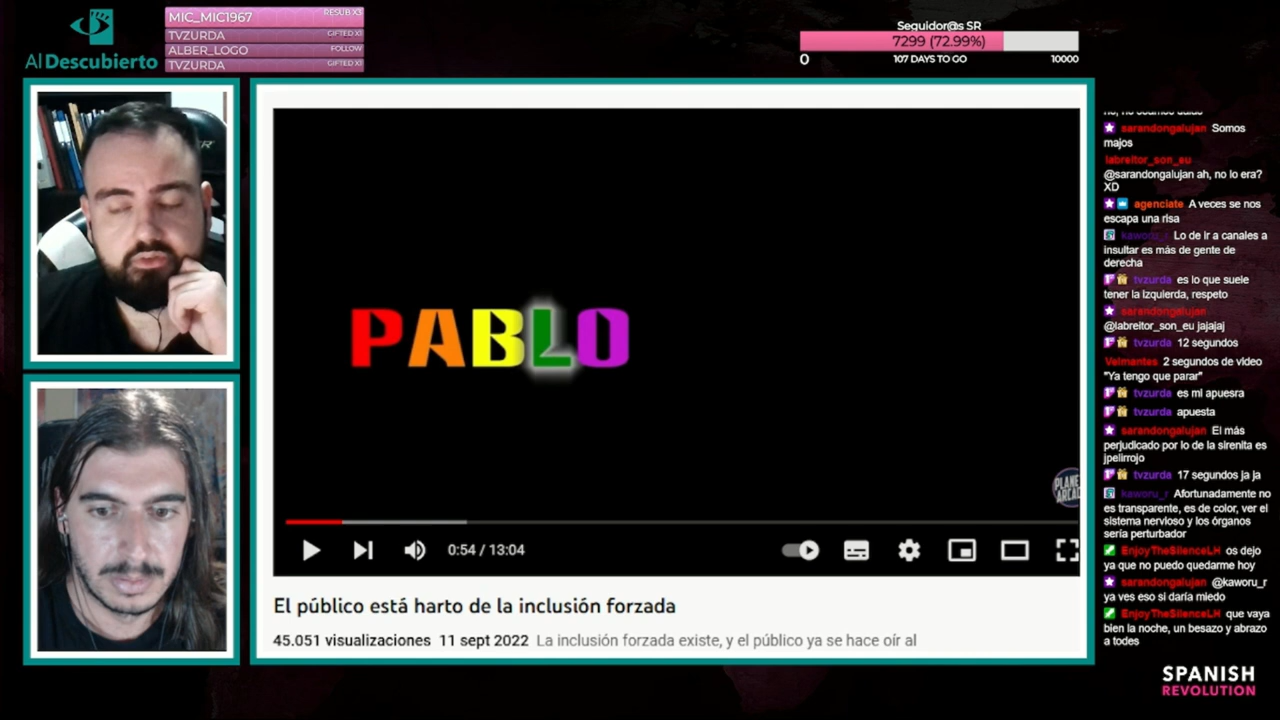 Al Descubierto
MIC_MIC1967 RESUB X3
TVZURDA GIFTED X1
ALBER_LOGO FOLLOW
TVZURDA GIFTED X1
Seguidor@s SR
7299 (72.99%)
0 107 DAYS TO GO 10000
PABLO
0:54 / 13:04
El público está harto de la inclusión forzada
45.051 visualizaciones 11 sept 2022 La inclusión forzada existe, y el público ya se hace oír al
sarandongalujan Somos
majos
labreitor_son_eu
@sarandongalujan ah, no lo era?
XD
agenciate A veces se nos
escapa una risa
kaworu_r Lo de ir a canales a
insultar es más de gente de
derecha
tvzurda es lo que suele
tener la Izquierda, respeto
sarandongalujan
@labreitor_son_eu jajajaj
tvzurda 12 segundos
Velmantes 2 segundos de video
"Ya tengo que parar"
tvzurda es mi apuesra
tvzurda apuesta
sarandongalujan El más
perjudicado por lo de la sirenita es
jpelirrojo
tvzurda 17 segundos ja ja
kaworu_r Afortunadamente no
es transparente, es de color, ver el
sistema nervioso y los órganos
sería perturbador
EnjoyTheSilenceLH os dejo
ya que no puedo quedarme hoy
sarandongalujan @kaworu_r
ya ves eso si daría miedo
EnjoyTheSilenceLH que vaya
bien la noche, un besazo y abrazo
a todes
SPANISH
REVOLUTION